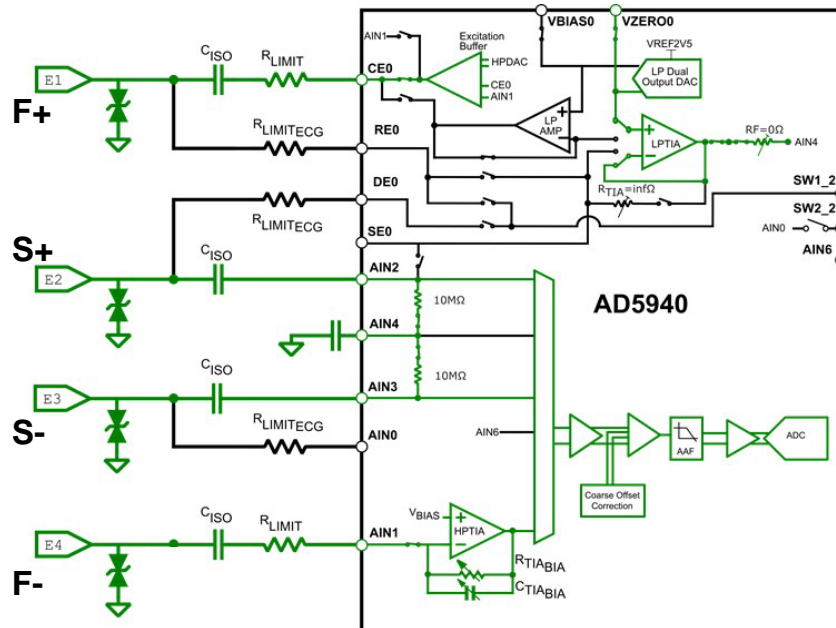 VBIAS0 VZERO0
AIN1
Excitation
Buffer
HPDAC
CE0
AIN1
VREF2V5
LP Dual
Output DAC
CISO
RLIMIT
CE0
E1
F+
RLIMITECG
RE0
LP
AMP
+
-
+
LPTIA
-
RF=0Ω
AIN4
RTIA=infΩ
SW1_2
SW2_2
AIN0
AIN6
DE0
RLIMITECG
SE0
S+
CISO
E2
AIN2
10MΩ
AD5940
AIN4
10MΩ
CISO
E3
AIN3
S-
RLIMITECG
AIN0
AIN6
AAF
ADC
Coarse Offset
Correction
CISO
RLIMIT
VBIAS
+
HPTIA
-
E4
AIN1
F-
RTIABIA
CTIABIA